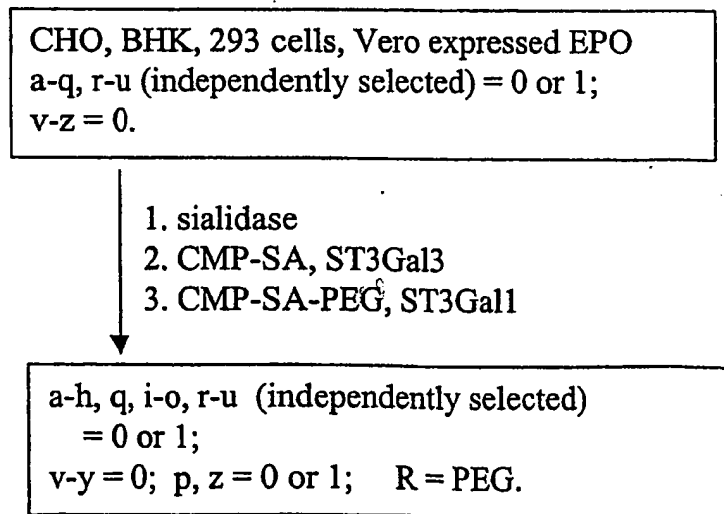 CHO, BHK, 293 cells, Vero expressed EPO
a-q, r-u (independently selected) = 0 or 1;
v-z = 0.
1. sialidase
2. CMP-SA, ST3Gal3
3. CMP-SA-PEG, ST3Gal1
a-h, q, i-o, r-u (independently selected)
= 0 or 1;
v-y = 0; p, z = 0 or 1; R = PEG.